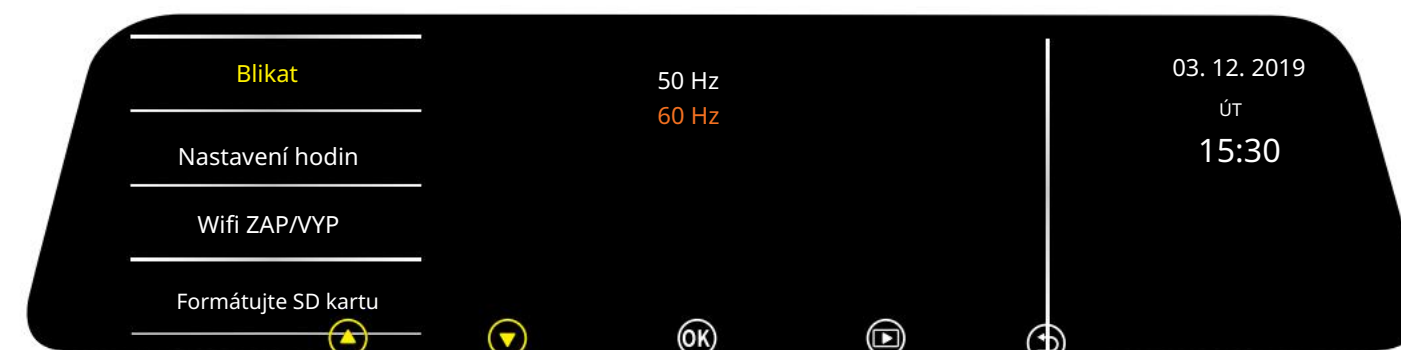 Blikat
Nastavení hodin
Wifi ZAP/VYP
Formátujte SD kartu
50 Hz
60 Hz
03. 12. 2019
ÚT
15:30
OK